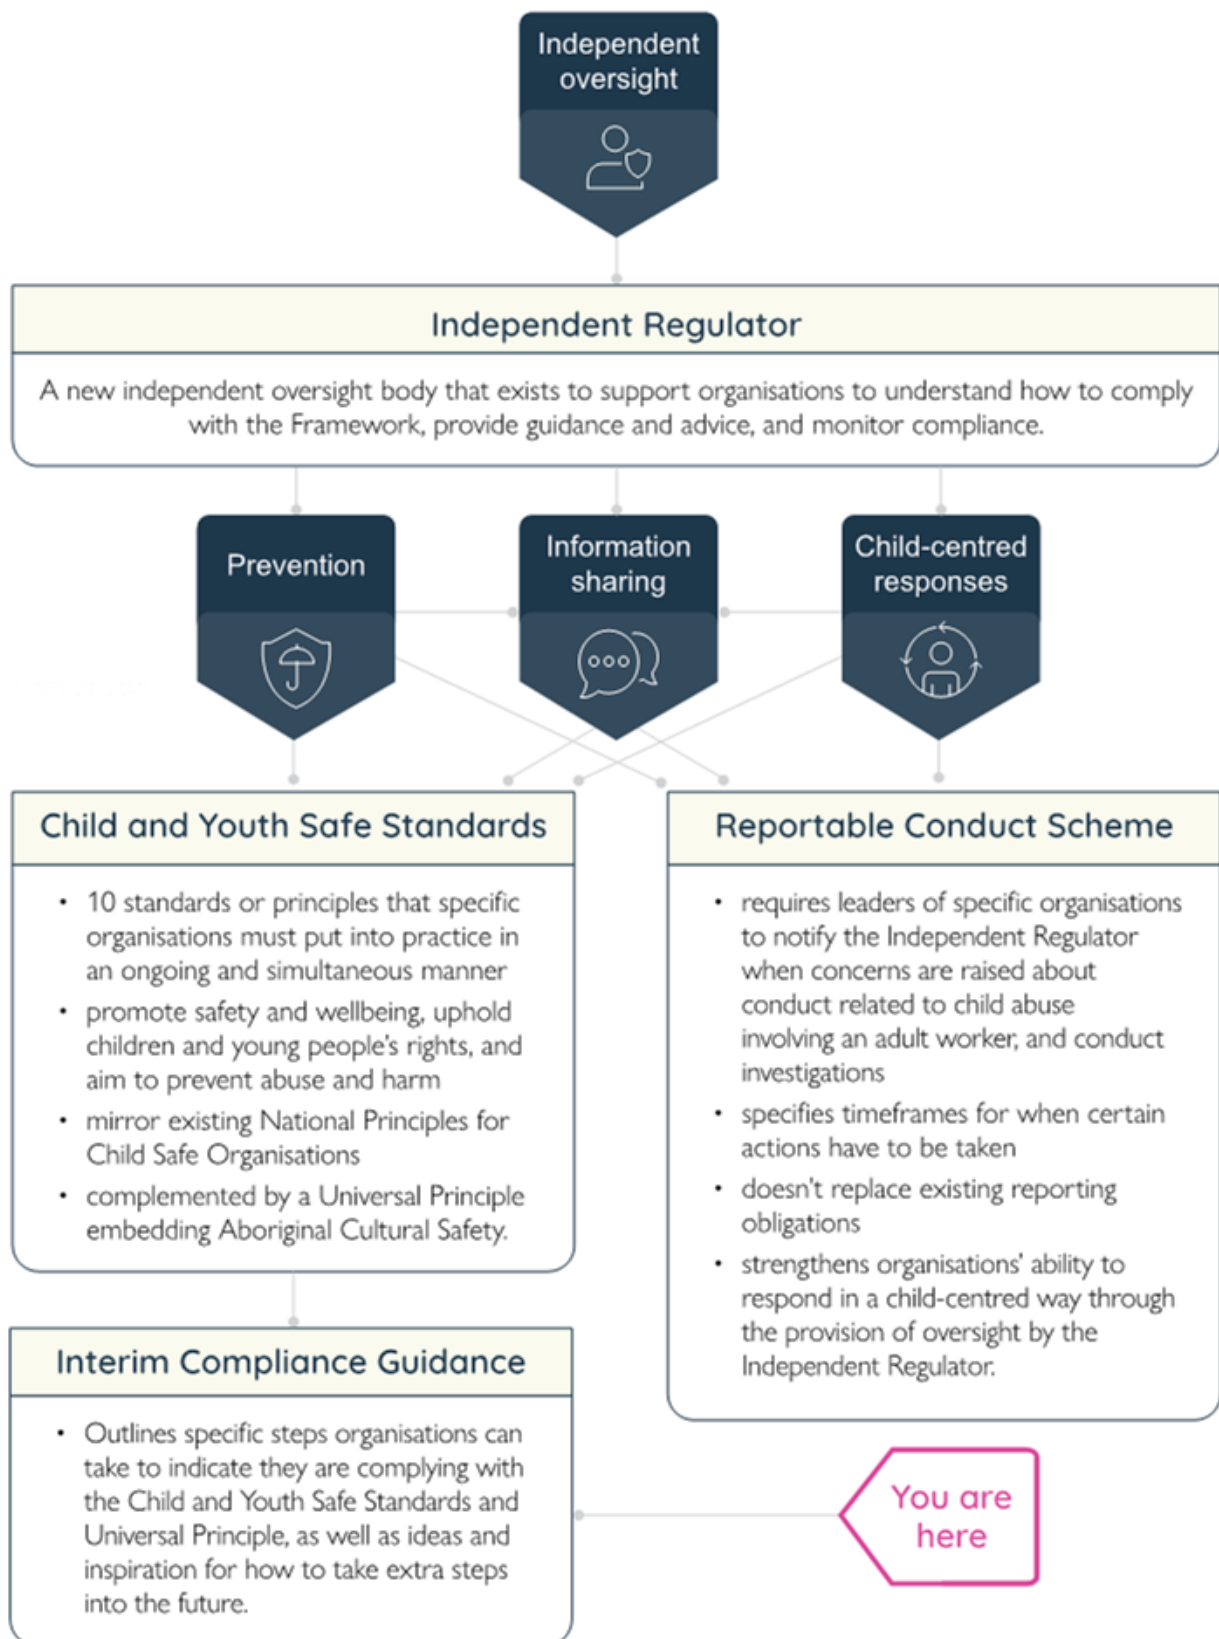 Independent
oversight
Independent Regulator
A new independent oversight body that exists to support organisations to understand how to comply
with the Framework, provide guidance and advice, and monitor compliance.
Prevention
Information
sharing
Child-centred
responses
Child and Youth Safe Standards
• 10 standards or principles that specific
organisations must put into practice in
an ongoing and simultaneous manner
• promote safety and wellbeing, uphold
children and young people's rights, and
aim to prevent abuse and harm
• mirror existing National Principles for
Child Safe Organisations
• complemented by a Universal Principle
embedding Aboriginal Cultural Safety.
Reportable Conduct Scheme
• requires leaders of specific organisations
to notify the Independent Regulator
when concerns are raised about
conduct related to child abuse
involving an adult worker, and conduct
investigations
• specifies timeframes for when certain
actions have to be taken
• doesn't replace existing reporting
obligations
• strengthens organisations' ability to
respond in a child-centred way through
the provision of oversight by the
Independent Regulator.
Interim Compliance Guidance
• Outlines specific steps organisations can
take to indicate they are complying with
the Child and Youth Safe Standards and
Universal Principle, as well as ideas and
inspiration for how to take extra steps
into the future.
You are
here